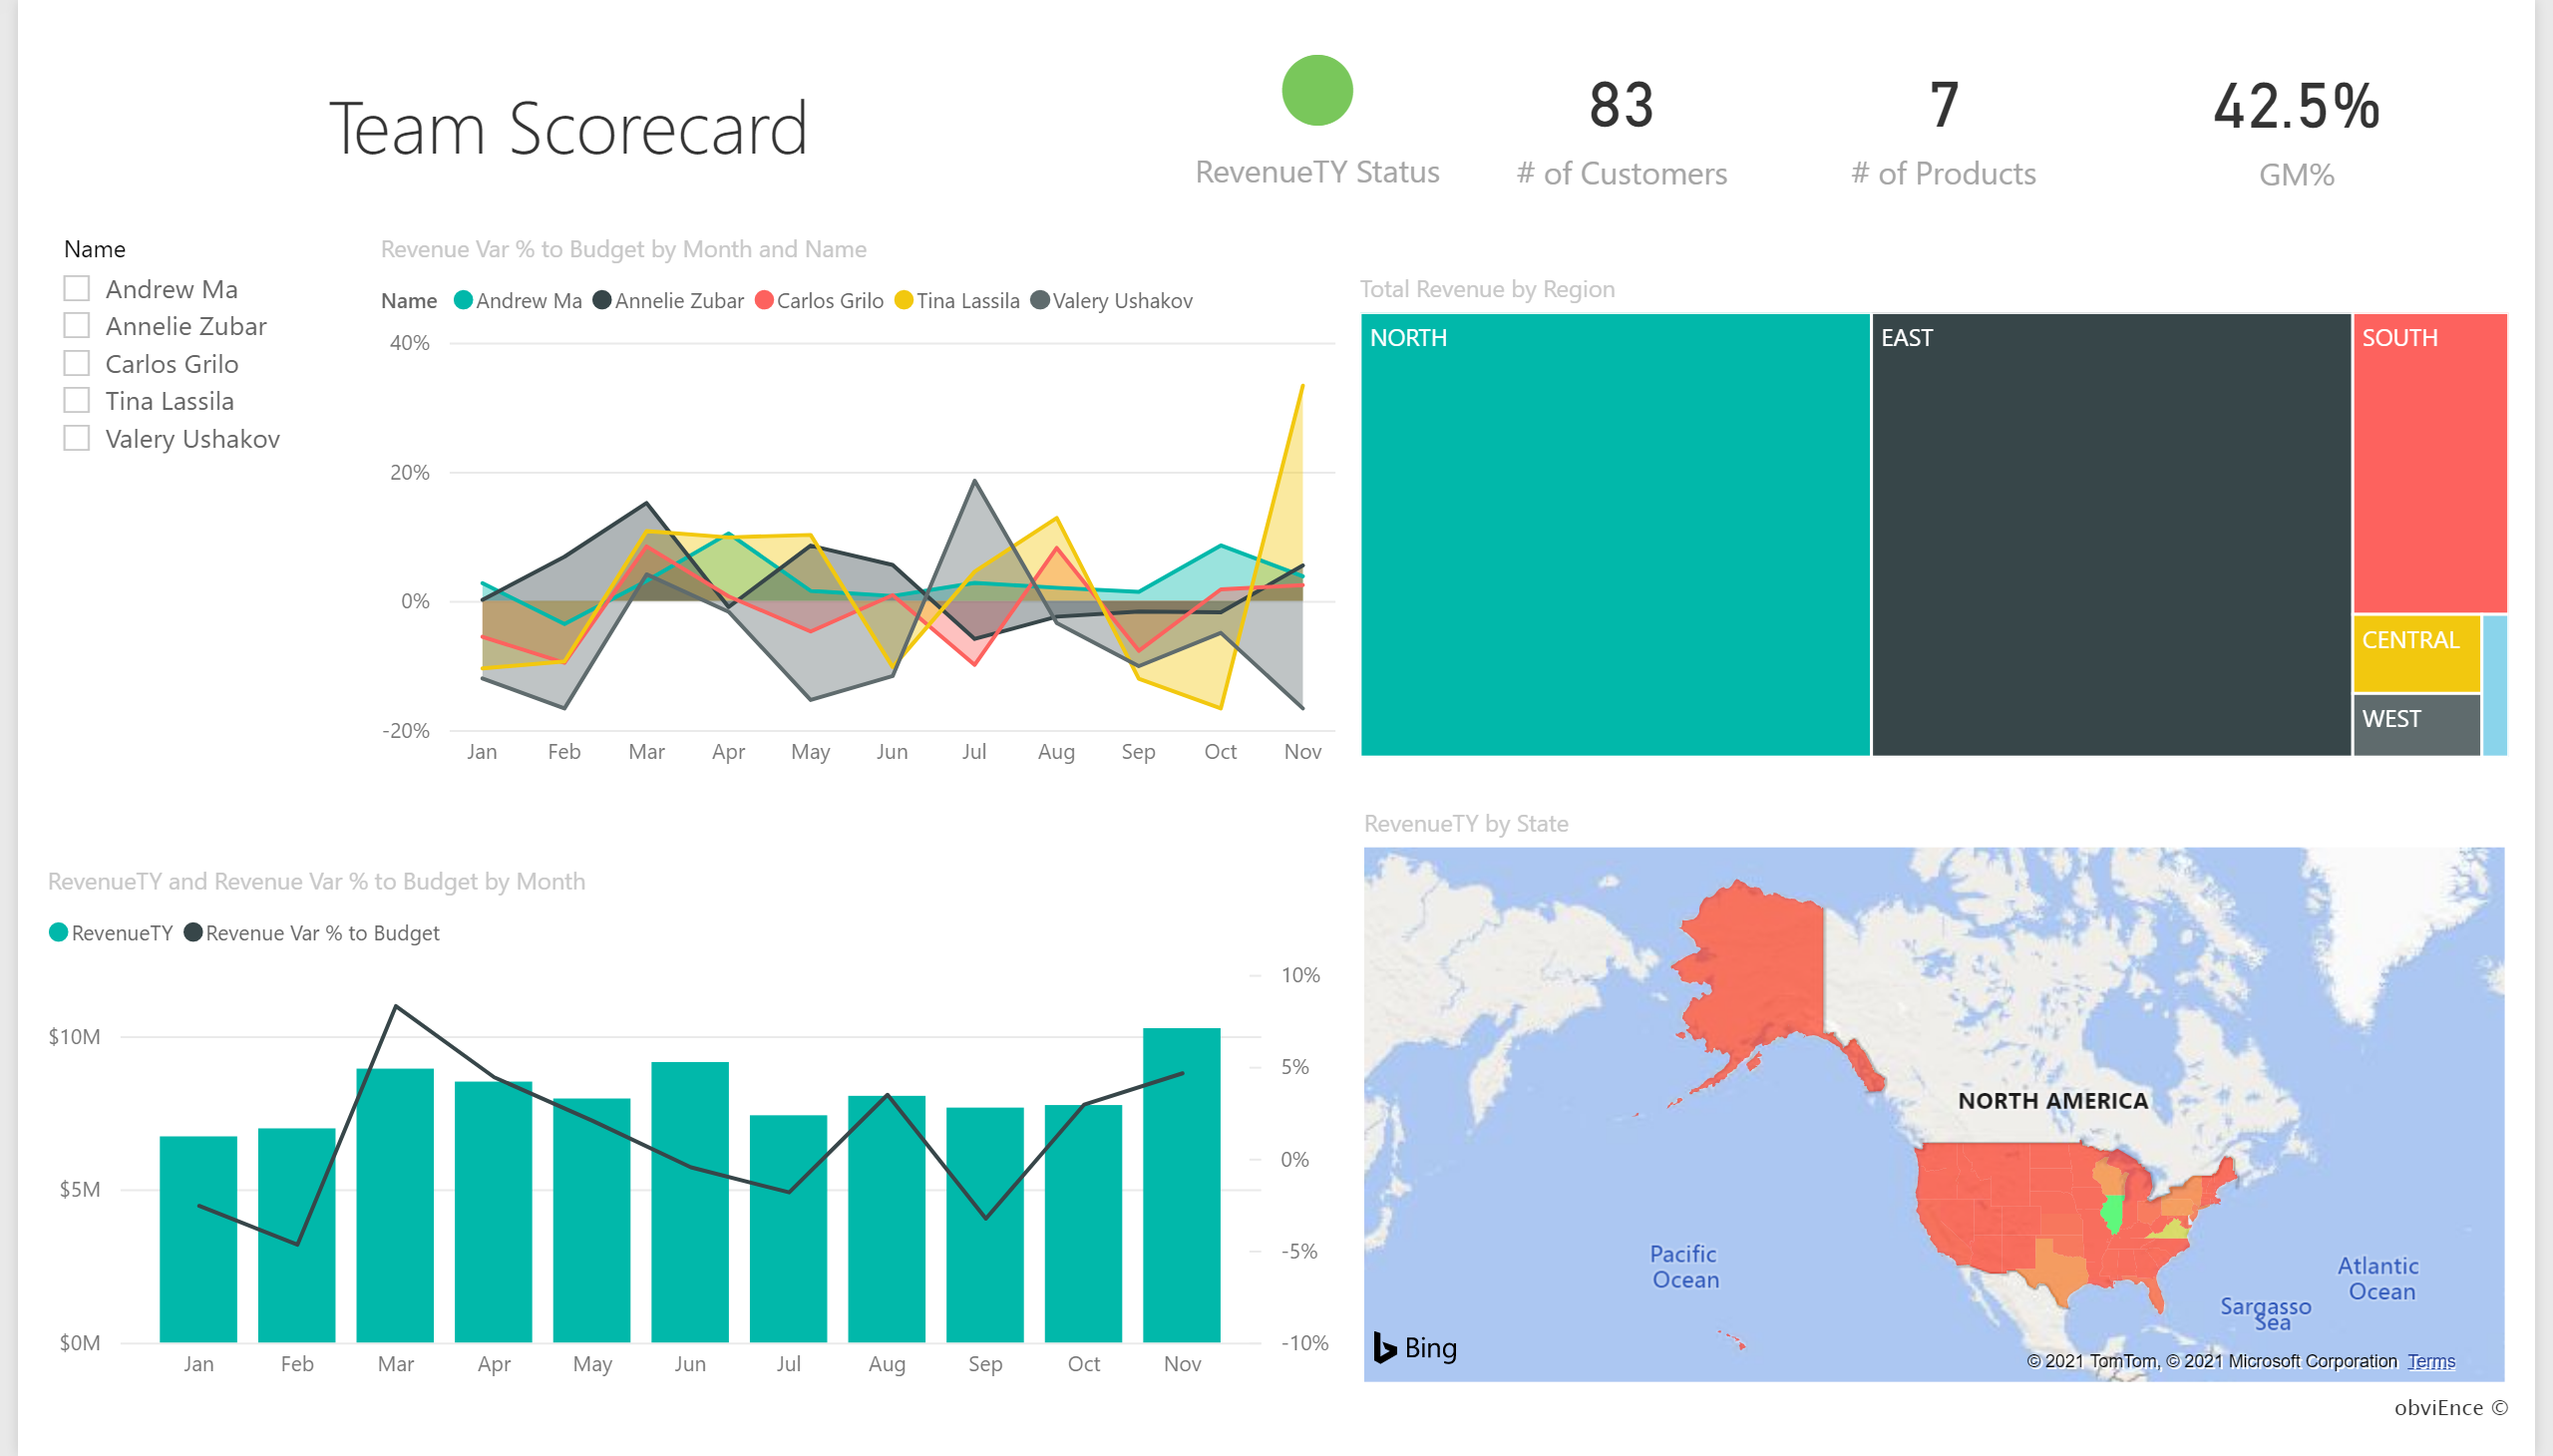 Team Scorecard
RevenueTY Status
83
# of Customers
7
# of Products
42.5%
GM%
Name
Andrew Ma
Annelie Zubar
Carlos Grilo
Tina Lassila
Valery Ushakov
Revenue Var % to Budget by Month and Name
Name Andrew Ma Annelie Zubar Carlos Grilo Tina Lassila Valery Ushakov
40%
20%
0%
-20%
Jan Feb Mar Apr May Jun Jul Aug Sep Oct Nov
Total Revenue by Region
NORTH
EAST
SOUTH
CENTRAL
WEST
RevenueTY and Revenue Var % to Budget by Month
RevenueTY Revenue Var % to Budget
$10M
$5M
$0M
10%
5%
0%
-5%
-10%
Jan Feb Mar Apr May Jun Jul Aug Sep Oct Nov
RevenueTY by State
NORTH AMERICA
Pacific
Ocean
Atlantic
Ocean
Sargasso
Sea
Bing
© 2021 TomTom, © 2021 Microsoft Corporation Terms
obviEnce ©